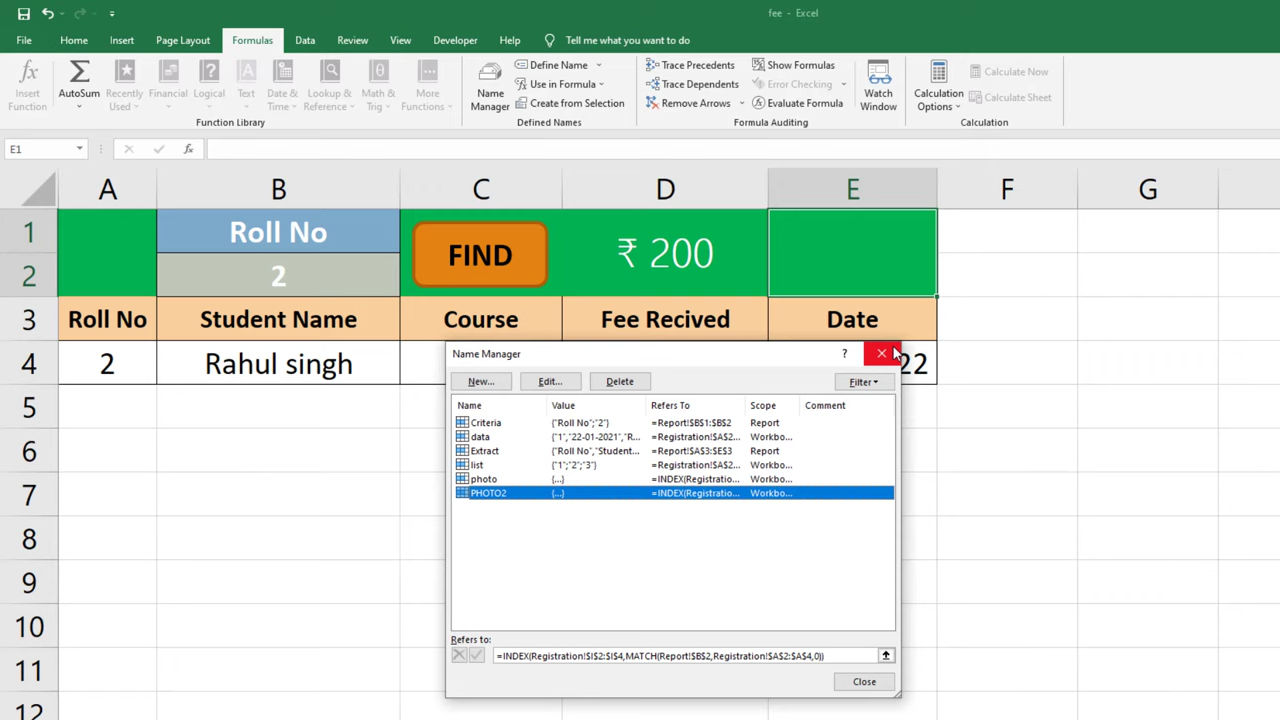 fee - Excel
File Home Insert Page Layout Formulas Data Review View Developer Help Tell me what you want to do
Insert Function
AutoSum
Recently Used
Financial
Logical
Text
Date & Time
Lookup & Reference
Math & Trig
More Functions
Function Library
Name Manager
Define Name
Use in Formula
Create from Selection
Defined Names
Trace Precedents
Trace Dependents
Remove Arrows
Show Formulas
Error Checking
Evaluate Formula
Formula Auditing
Watch Window
Calculation Options
Calculate Now
Calculate Sheet
Calculation
E1 fx
A B C D E F G
1 Roll No
FIND ₹ 200
2 2
3 Roll No Student Name Course Fee Recived Date
4 2 Rahul singh 22
5
6
7
8
9
10
11
12
Name Manager ?
New... Edit... Delete Filter
Name Value Refers To Scope Comment
Criteria {"Roll No";"2"} =Report!$B$1:$B$2 Report
data {"1","22-01-2021","R... =Registration!$A$2... Workbo...
Extract {"Roll No","Student... =Report!$A$3:$E$3 Report
list {"1";"2";"3"} =Registration!$A$2... Workbo...
photo {...} =INDEX(Registratio... Workbo...
PHOTO2 {...} =INDEX(Registratio... Workbo...
Refers to:
=INDEX(Registration!$I$2:$I$4,MATCH(Report!$B$2,Registration!$A$2:$A$4,0))
Close